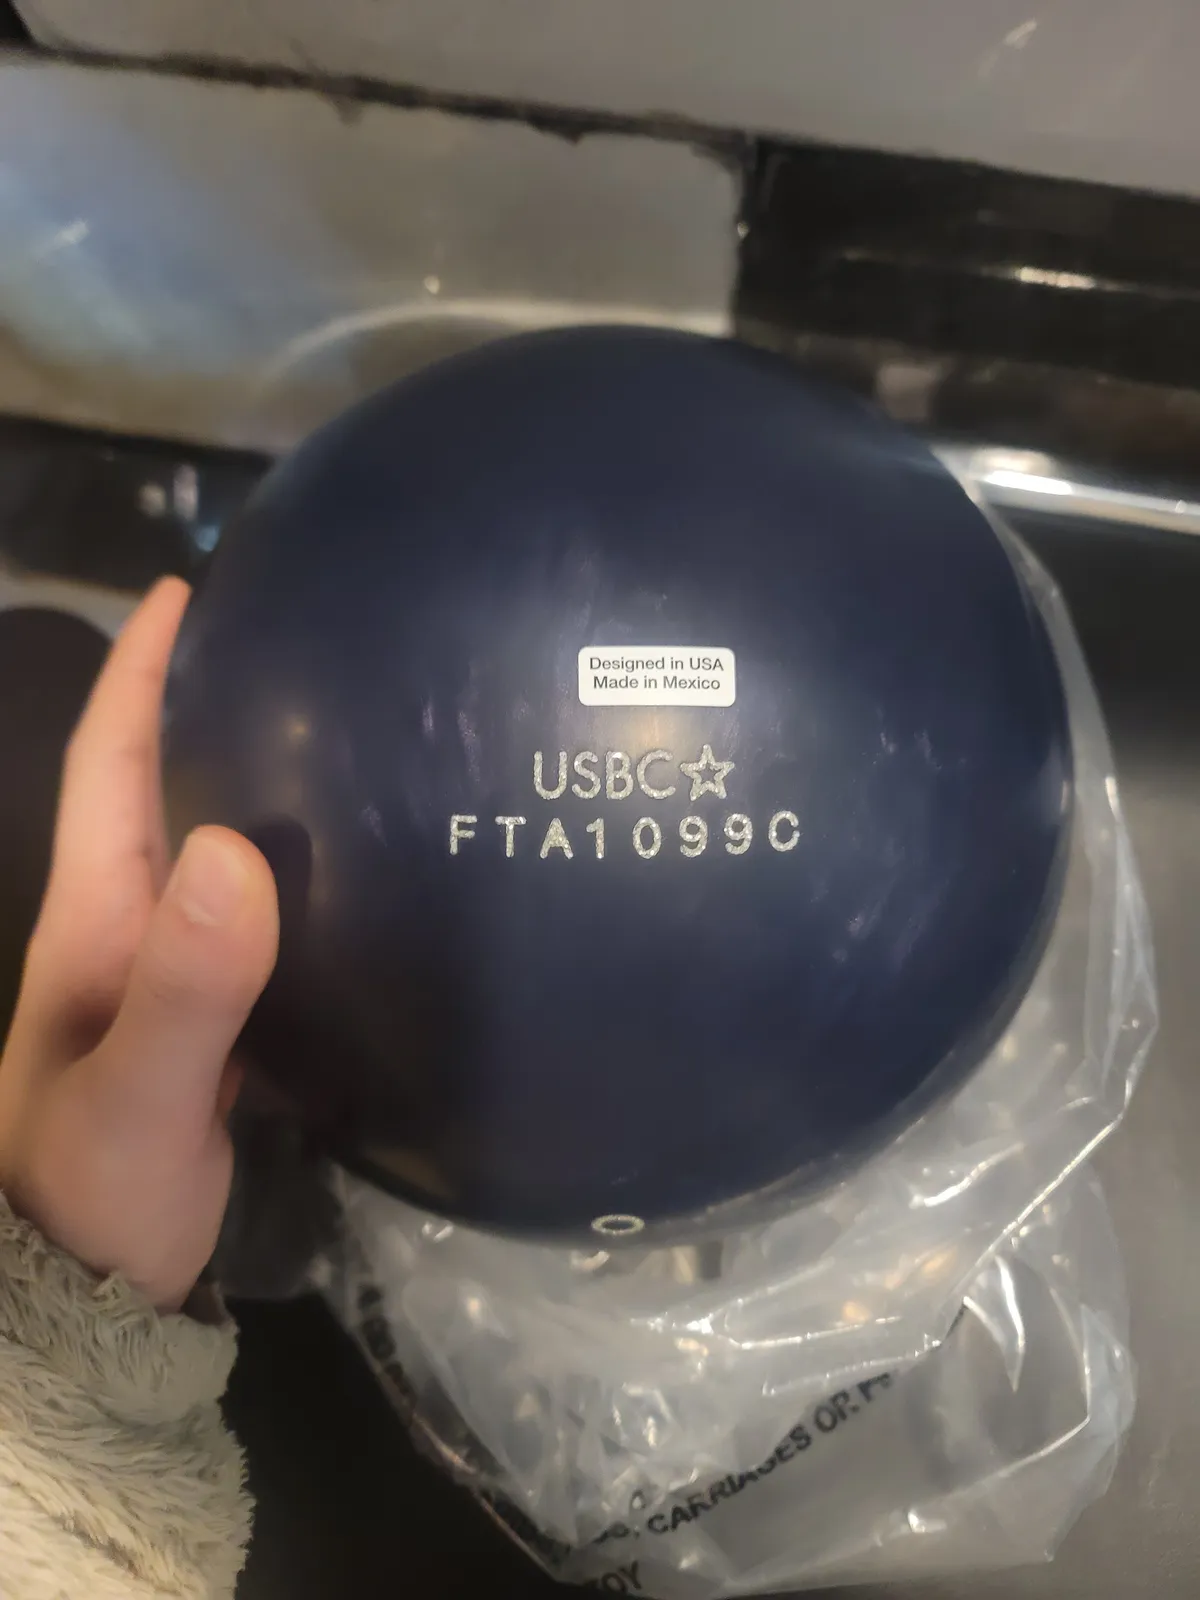 Designed in USA
Made in Mexico
USBC☆
FTA1099C
CARRIAGES OR